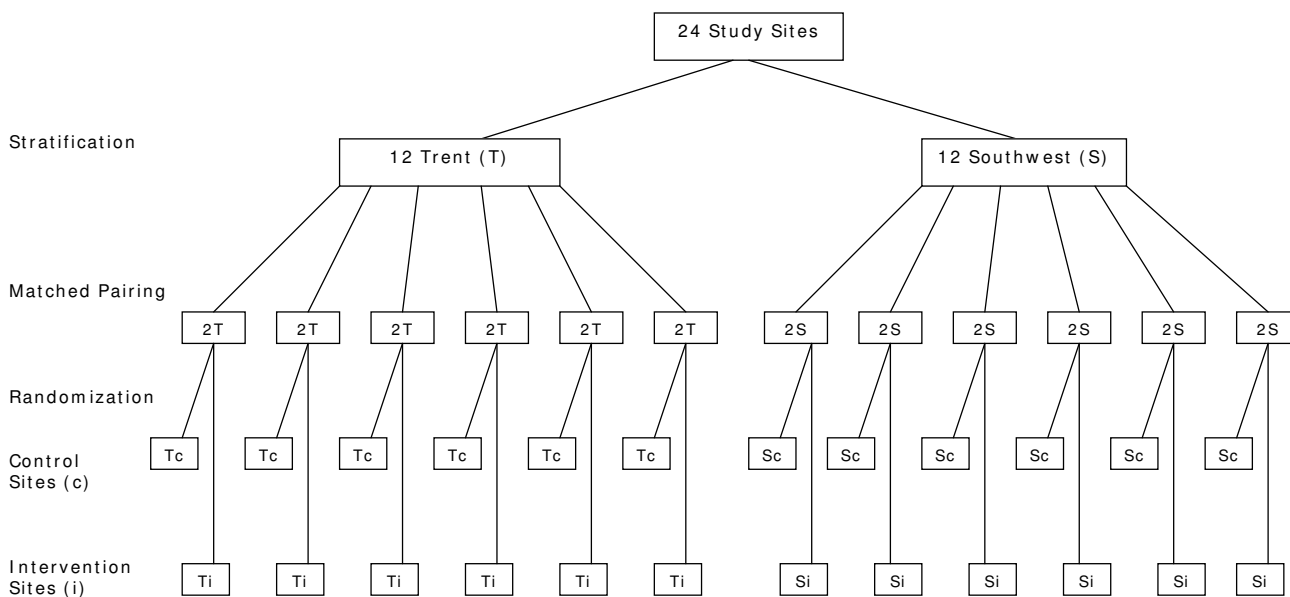 24 Study Sites
Stratification
12 Trent (T) 12 Southwest (S)
Matched Pairing
2T 2T 2T 2T 2T 2T 2S 2S 2S 2S 2S 2S
Randomization
Control
Sites (c)
Tc Tc Tc Tc Tc Tc Sc Sc Sc Sc Sc Sc
Intervention
Sites (i)
Ti Ti Ti Ti Ti Ti Si Si Si Si Si Si